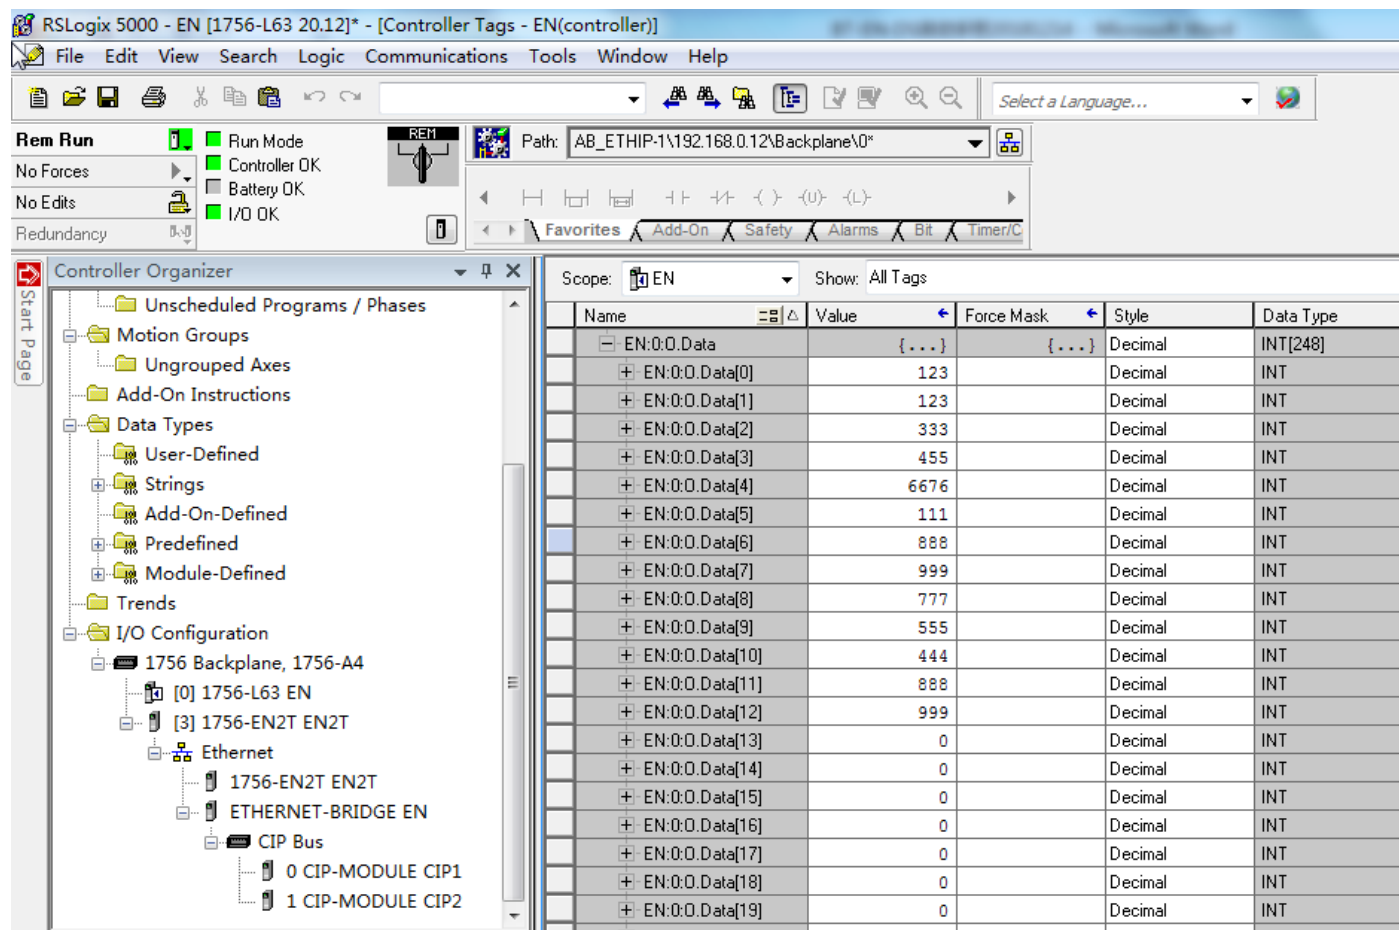 RSLogix 5000 - EN [1756-L63 20.12]* - [Controller Tags - EN(controller)]
File Edit View Search Logic Communications Tools Window Help
Select a Language...
Rem Run
No Forces
No Edits
Redundancy
Run Mode
Controller OK
Battery OK
I/O OK
REM
Path: AB_ETHIP-1\192.168.0.12\Backplane\0*
(U) (L)
Favorites Add-On Safety Alarms Bit Timer/C
Start Page
Controller Organizer
Unscheduled Programs / Phases
Motion Groups
Ungrouped Axes
Add-On Instructions
Data Types
User-Defined
Strings
Add-On-Defined
Predefined
Module-Defined
Trends
I/O Configuration
1756 Backplane, 1756-A4
[0] 1756-L63 EN
[3] 1756-EN2T EN2T
Ethernet
1756-EN2T EN2T
ETHERNET-BRIDGE EN
CIP Bus
0 CIP-MODULE CIP1
1 CIP-MODULE CIP2
Scope: EN Show: All Tags
Name Value Force Mask Style Data Type
EN:0:O.Data {...} {...} Decimal INT[248]
EN:0:O.Data[0] 123 Decimal INT
EN:0:O.Data[1] 123 Decimal INT
EN:0:O.Data[2] 333 Decimal INT
EN:0:O.Data[3] 455 Decimal INT
EN:0:O.Data[4] 6676 Decimal INT
EN:0:O.Data[5] 111 Decimal INT
EN:0:O.Data[6] 888 Decimal INT
EN:0:O.Data[7] 999 Decimal INT
EN:0:O.Data[8] 777 Decimal INT
EN:0:O.Data[9] 555 Decimal INT
EN:0:O.Data[10] 444 Decimal INT
EN:0:O.Data[11] 888 Decimal INT
EN:0:O.Data[12] 999 Decimal INT
EN:0:O.Data[13] 0 Decimal INT
EN:0:O.Data[14] 0 Decimal INT
EN:0:O.Data[15] 0 Decimal INT
EN:0:O.Data[16] 0 Decimal INT
EN:0:O.Data[17] 0 Decimal INT
EN:0:O.Data[18] 0 Decimal INT
EN:0:O.Data[19] 0 Decimal INT